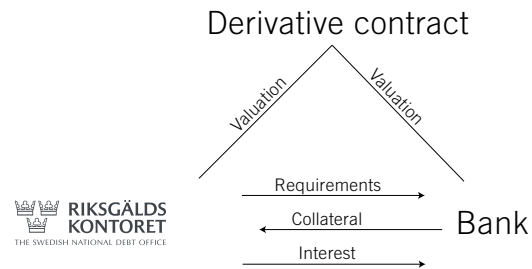 Derivative contract
Valuation
Valuation
Requirements
RIKSGÄLDS
KONTORET
THE SWEDISH NATIONAL DEBT OFFICE
Collateral
Bank
Interest